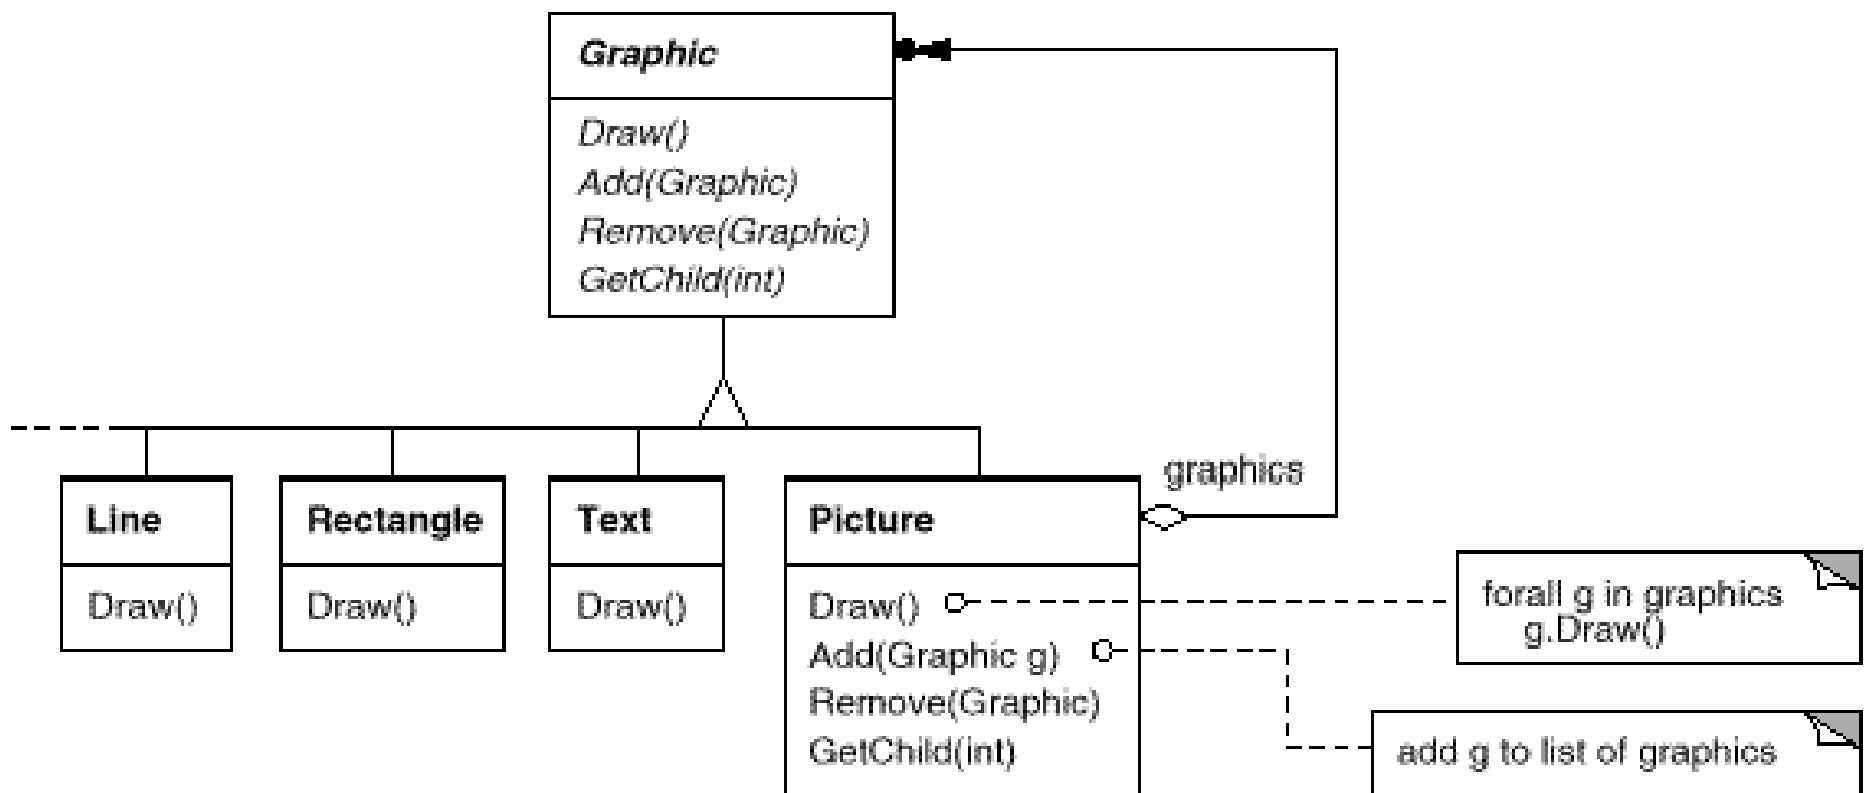 Graphic
Draw()
Add(Graphic)
Remove(Graphic)
GetChild(int)
graphics
Line
Draw()
Rectangle
Draw()
Text
Draw()
Picture
Draw()
Add(Graphic g)
Remove(Graphic)
GetChild(int)
forall g in graphics
g.Draw()
add g to list of graphics